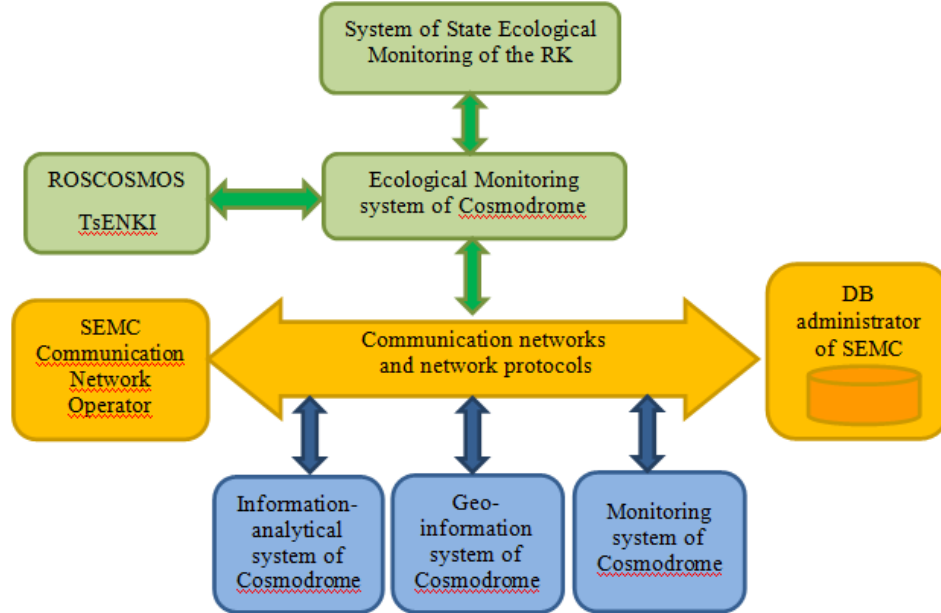 System of State Ecological
Monitoring of the RK
ROSCOSMOS
TsENKI
Ecological Monitoring
system of Cosmodrome
SEMC
Communication
Network
Operator
Communication networks
and network protocols
DB
administrator
of SEMC
Information-
analytical
system of
Cosmodrome
Geo-
information
system of
Cosmodrome
Monitoring
system of
Cosmodrome